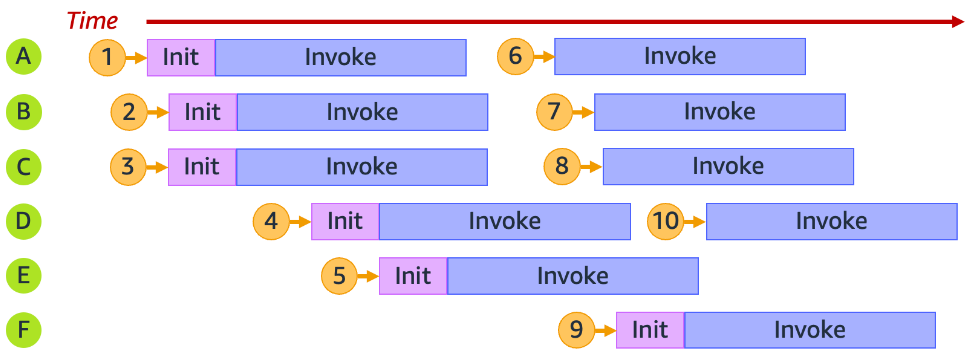 Time
A 1 Init Invoke 6 Invoke
B 2 Init Invoke 7 Invoke
C 3 Init Invoke 8 Invoke
D 4 Init Invoke 10 Invoke
E 5 Init Invoke
F 9 Init Invoke